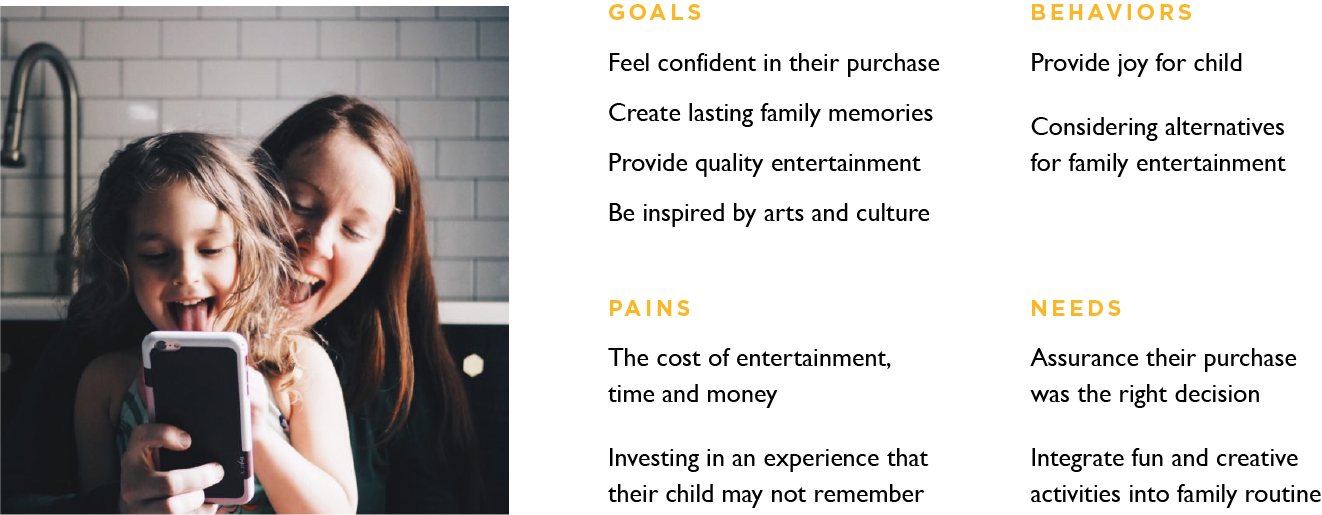 GOALS
Feel confident in their purchase
Create lasting family memories
Provide quality entertainment
Be inspired by arts and culture
BEHAVIORS
Provide joy for child
Considering alternatives
for family entertainment
PAINS
The cost of entertainment,
time and money
Investing in an experience that
their child may not remember
NEEDS
Assurance their purchase
was the right decision
Integrate fun and creative
activities into family routine